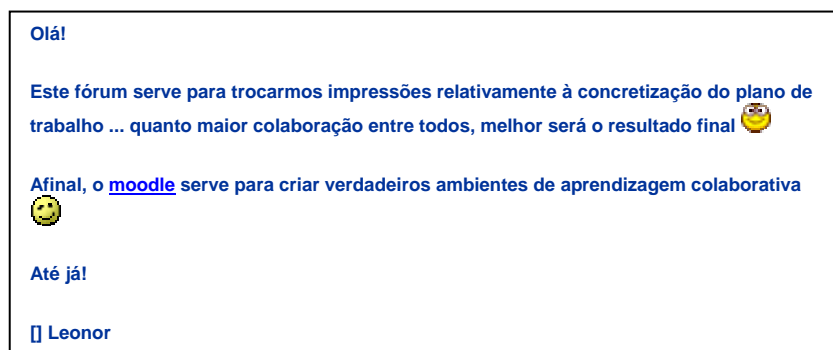 Olá!
Este fórum serve para trocarmos impressões relativamente à concretização do plano de
trabalho ... quanto maior colaboração entre todos, melhor será o resultado final
Afinal, o moodle serve para criar verdadeiros ambientes de aprendizagem colaborativa
Até já!
[] Leonor